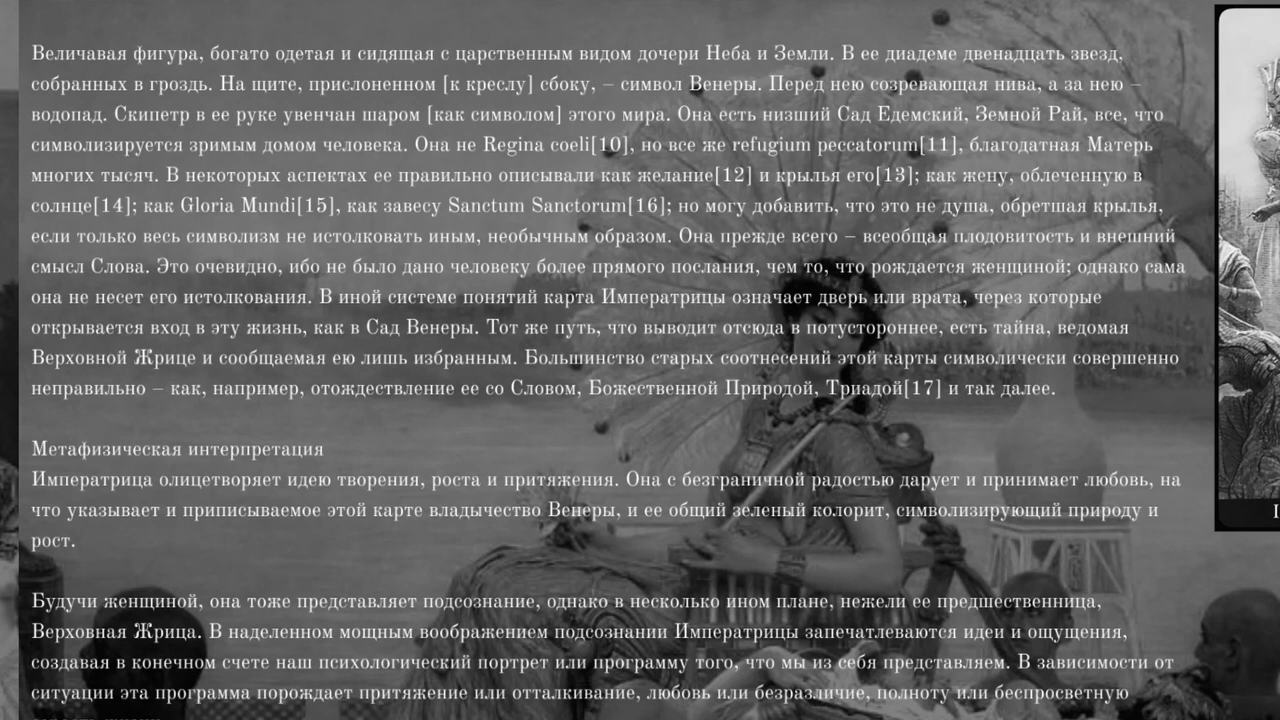 Величавая фигура, богато одетая и сидящая с царственным видом дочери Неба и Земли. В ее диадеме двенадцать звезд,
собранных в гроздь. На щите, прислоненном [к креслу] сбоку, – символ Венеры. Перед нею созревающая нива, а за нею –
водопад. Скипетр в ее руке увенчан шаром [как символом] этого мира. Она есть низший Сад Едемский, Земной Рай, все, что
символизируется зримым домом человека. Она не Regina coeli[10], но все же refugium peccatorum[11], благодатная Матерь
многих тысяч. В некоторых аспектах ее правильно описывали как желание[12] и крылья его[13]; как жену, облеченную в
солнце[14]; как Gloria Mundi[15], как завесу Sanctum Sanctorum[16]; но могу добавить, что это не душа, обретшая крылья,
если только весь символизм не истолковать иным, необычным образом. Она прежде всего – всеобщая плодовитость и внешний
смысл Слова. Это очевидно, ибо не было дано человеку более прямого послания, чем то, что рождается женщиной; однако сама
она не несет его истолкования. В иной системе понятий карта Императрицы означает дверь или врата, через которые
открывается вход в эту жизнь, как в Сад Венеры. Тот же путь, что выводит отсюда в потустороннее, есть тайна, ведомая
Верховной Жрице и сообщаемая ею лишь избранным. Большинство старых соотнесений этой карты символически совершенно
неправильно – как, например, отождествление ее со Словом, Божественной Природой, Триадой[17] и так далее.
Метафизическая интерпретация
Императрица олицетворяет идею творения, роста и притяжения. Она с безграничной радостью дарует и принимает любовь, на
что указывает и приписываемое этой карте владычество Венеры, и ее общий зеленый колорит, символизирующий природу и
рост.
Будучи женщиной, она тоже представляет подсознание, однако в несколько ином плане, нежели ее предшественница,
Верховная Жрица. В наделенном мощным воображением подсознании Императрицы запечатлеваются идеи и ощущения,
создавая в конечном счете наш психологический портрет или программу того, что мы из себя представляем. В зависимости от
ситуации эта программа порождает притяжение или отталкивание, любовь или безразличие, полноту или беспросветную